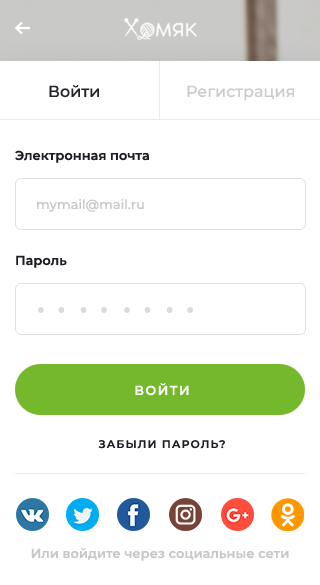 Хомяк
Войти
Регистрация
Электронная почта
mymail@mail.ru
Пароль
ВОЙТИ
ЗАБЫЛИ ПАРОЛЬ?
Или войдите через социальные сети